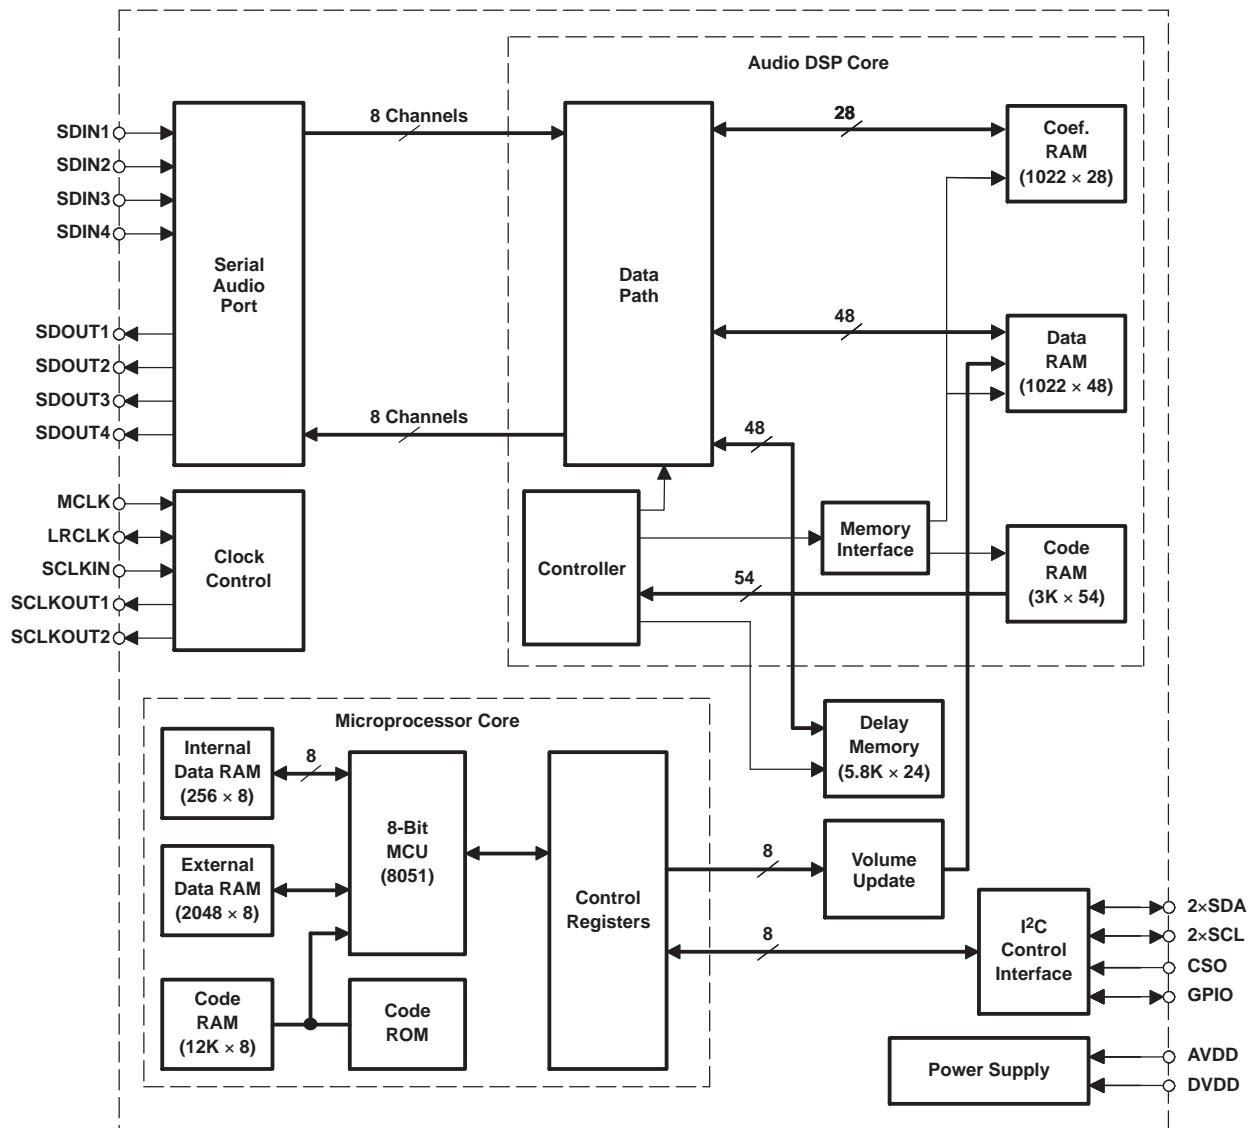 Audio DSP Core
SDIN1
SDIN2
SDIN3
SDIN4
SDOUT1
SDOUT2
SDOUT3
SDOUT4
Serial
Audio
Port
8 Channels
8 Channels
Data
Path
28
Coef.
RAM
(1022 × 28)
48
Data
RAM
(1022 × 48)
48
MCLK
LRCLK
SCLKIN
SCLKOUT1
SCLKOUT2
Clock
Control
Controller
Memory
Interface
54
Code
RAM
(3K × 54)
Delay
Memory
(5.8K × 24)
Microprocessor Core
Internal
Data RAM
(256 × 8)
8
External
Data RAM
(2048 × 8)
Code
RAM
(12K × 8)
8-Bit
MCU
(8051)
Code
ROM
Control
Registers
8
Volume
Update
8
I²C
Control
Interface
2×SDA
2×SCL
CSO
GPIO
Power Supply
AVDD
DVDD